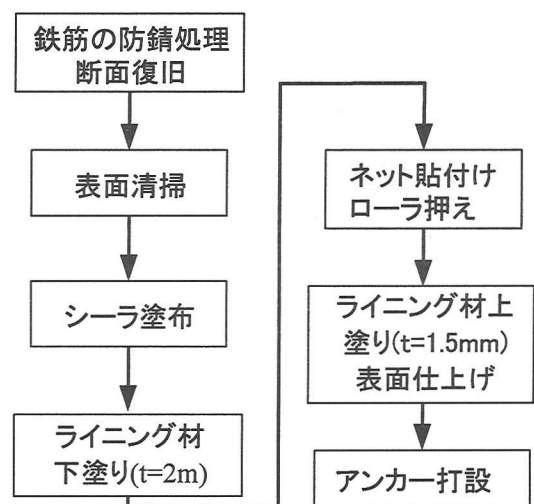 鉄筋の防錆処理
断面復旧
表面清掃
シーラ塗布
ライニング材
下塗り(t=2m)
ネット貼付け
ローラ押え
ライニング材上
塗り(t=1.5mm)
表面仕上げ
アンカー打設